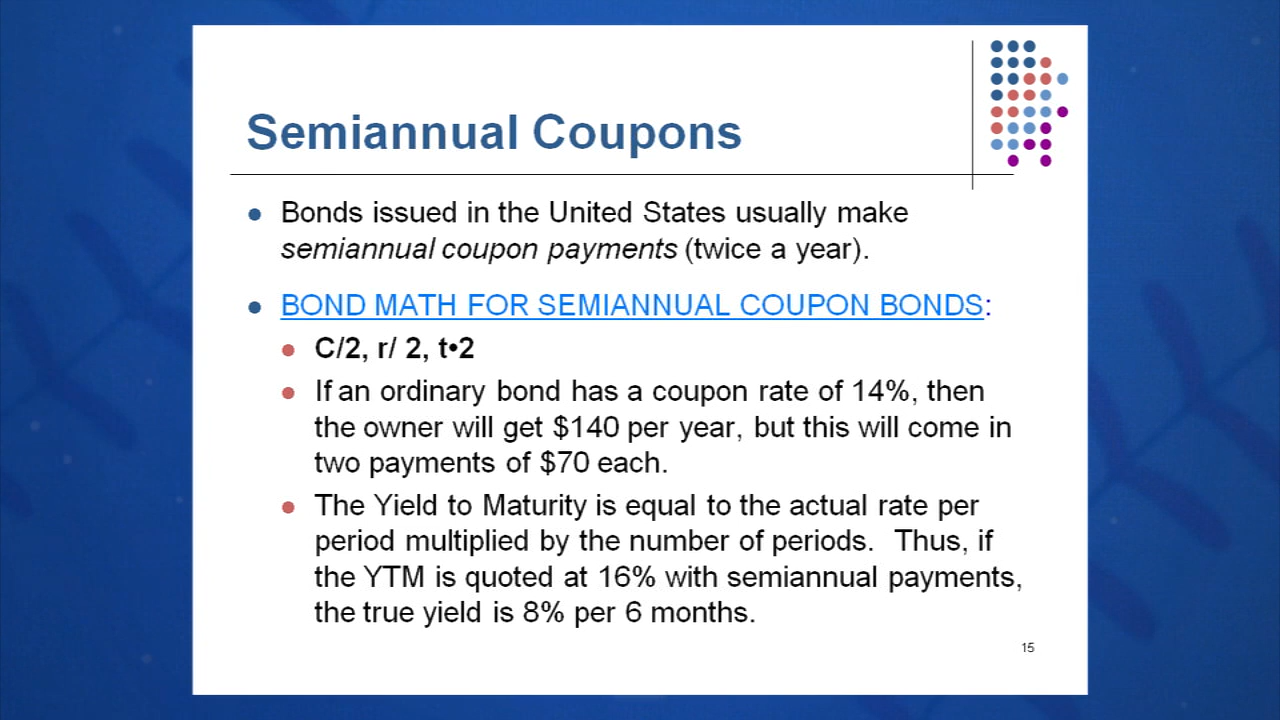 Semiannual Coupons
Bonds issued in the United States usually make
semiannual coupon payments (twice a year).
BOND MATH FOR SEMIANNUAL COUPON BONDS:
C/2, r/ 2, t•2
If an ordinary bond has a coupon rate of 14%, then
the owner will get $140 per year, but this will come in
two payments of $70 each.
The Yield to Maturity is equal to the actual rate per
period multiplied by the number of periods. Thus, if
the YTM is quoted at 16% with semiannual payments,
the true yield is 8% per 6 months.
15